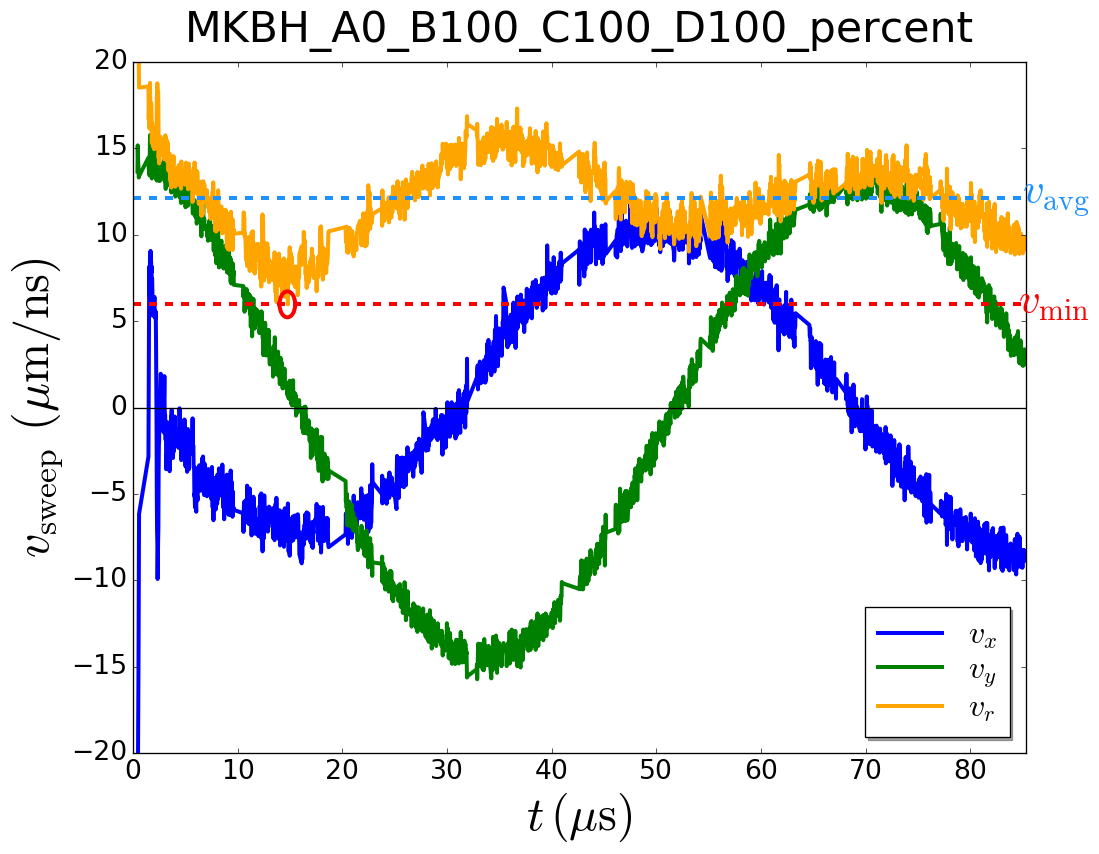 MKBH_A0_B100_C100_D100_percent
20
15
10
5
0
−5
−10
−15
−20
v_sweep (μm/ns)
v_avg
v_min
v_x
v_y
v_r
0 10 20 30 40 50 60 70 80
t (μs)